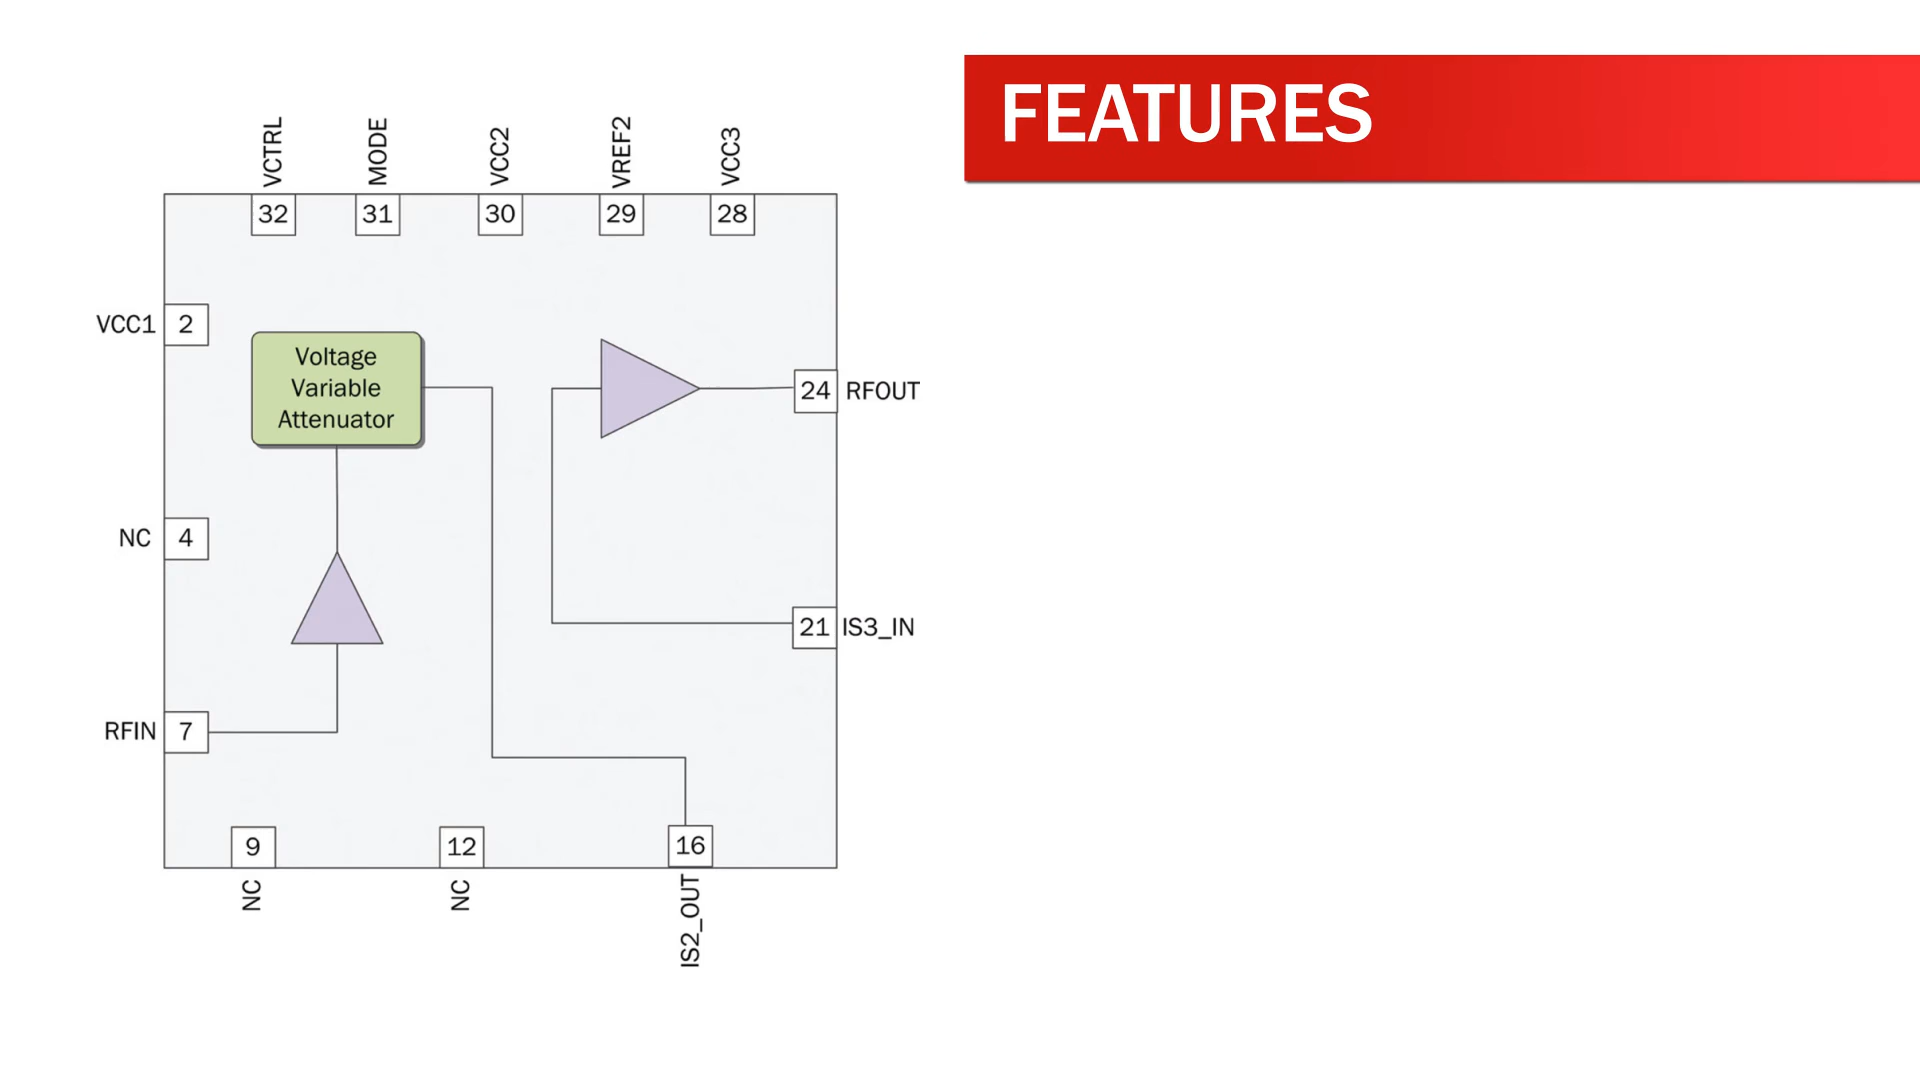 FEATURES
VCTRL
MODE
VCC2
VREF2
VCC3
32
31
30
29
28
VCC1
2
Voltage
Variable
Attenuator
24
RFOUT
NC
4
21
IS3_IN
RFIN
7
9
12
16
NC
NC
IS2_OUT